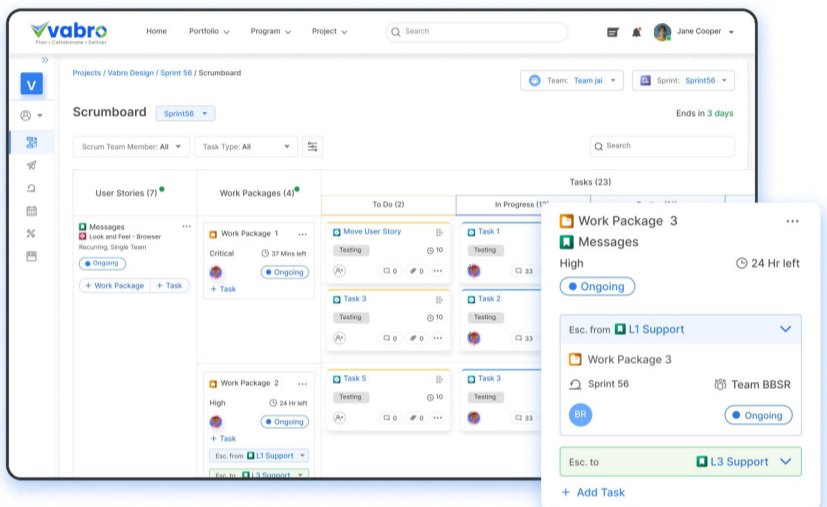 vabro
Plan • Collaborate • Deliver
Home
Portfolio
Program
Project
Search
Jane Cooper
V
Projects / Vabro Design / Sprint 56 / Scrumboard
Team: Team jai
Sprint: Sprint56
Scrumboard
Sprint56
Ends in 3 days
Scrum Team Member: All
Task Type: All
Search
User Stories (7)
Work Packages (4)
Tasks (23)
To Do (2)
In Progress (1
Messages
Look and Feel - Browser
Recurring, Single Team
Ongoing
+ Work Package
+ Task
Work Package 1
Critical
37 Mins left
Ongoing
+ Task
Move User Story
Testing
10
0
0
Task 1
Testing
33
Task 3
Testing
10
0
0
Task 2
Testing
33
Work Package 2
High
24 Hr left
Ongoing
+ Task
Esc. from L1 Support
Esc. to L3 Support
Task 5
Testing
10
0
0
Task 3
Testing
33
Work Package 3
Messages
High
24 Hr left
Ongoing
Esc. from L1 Support
Work Package 3
Sprint 56
Team BBSR
BR
Ongoing
Esc. to
L3 Support
+ Add Task